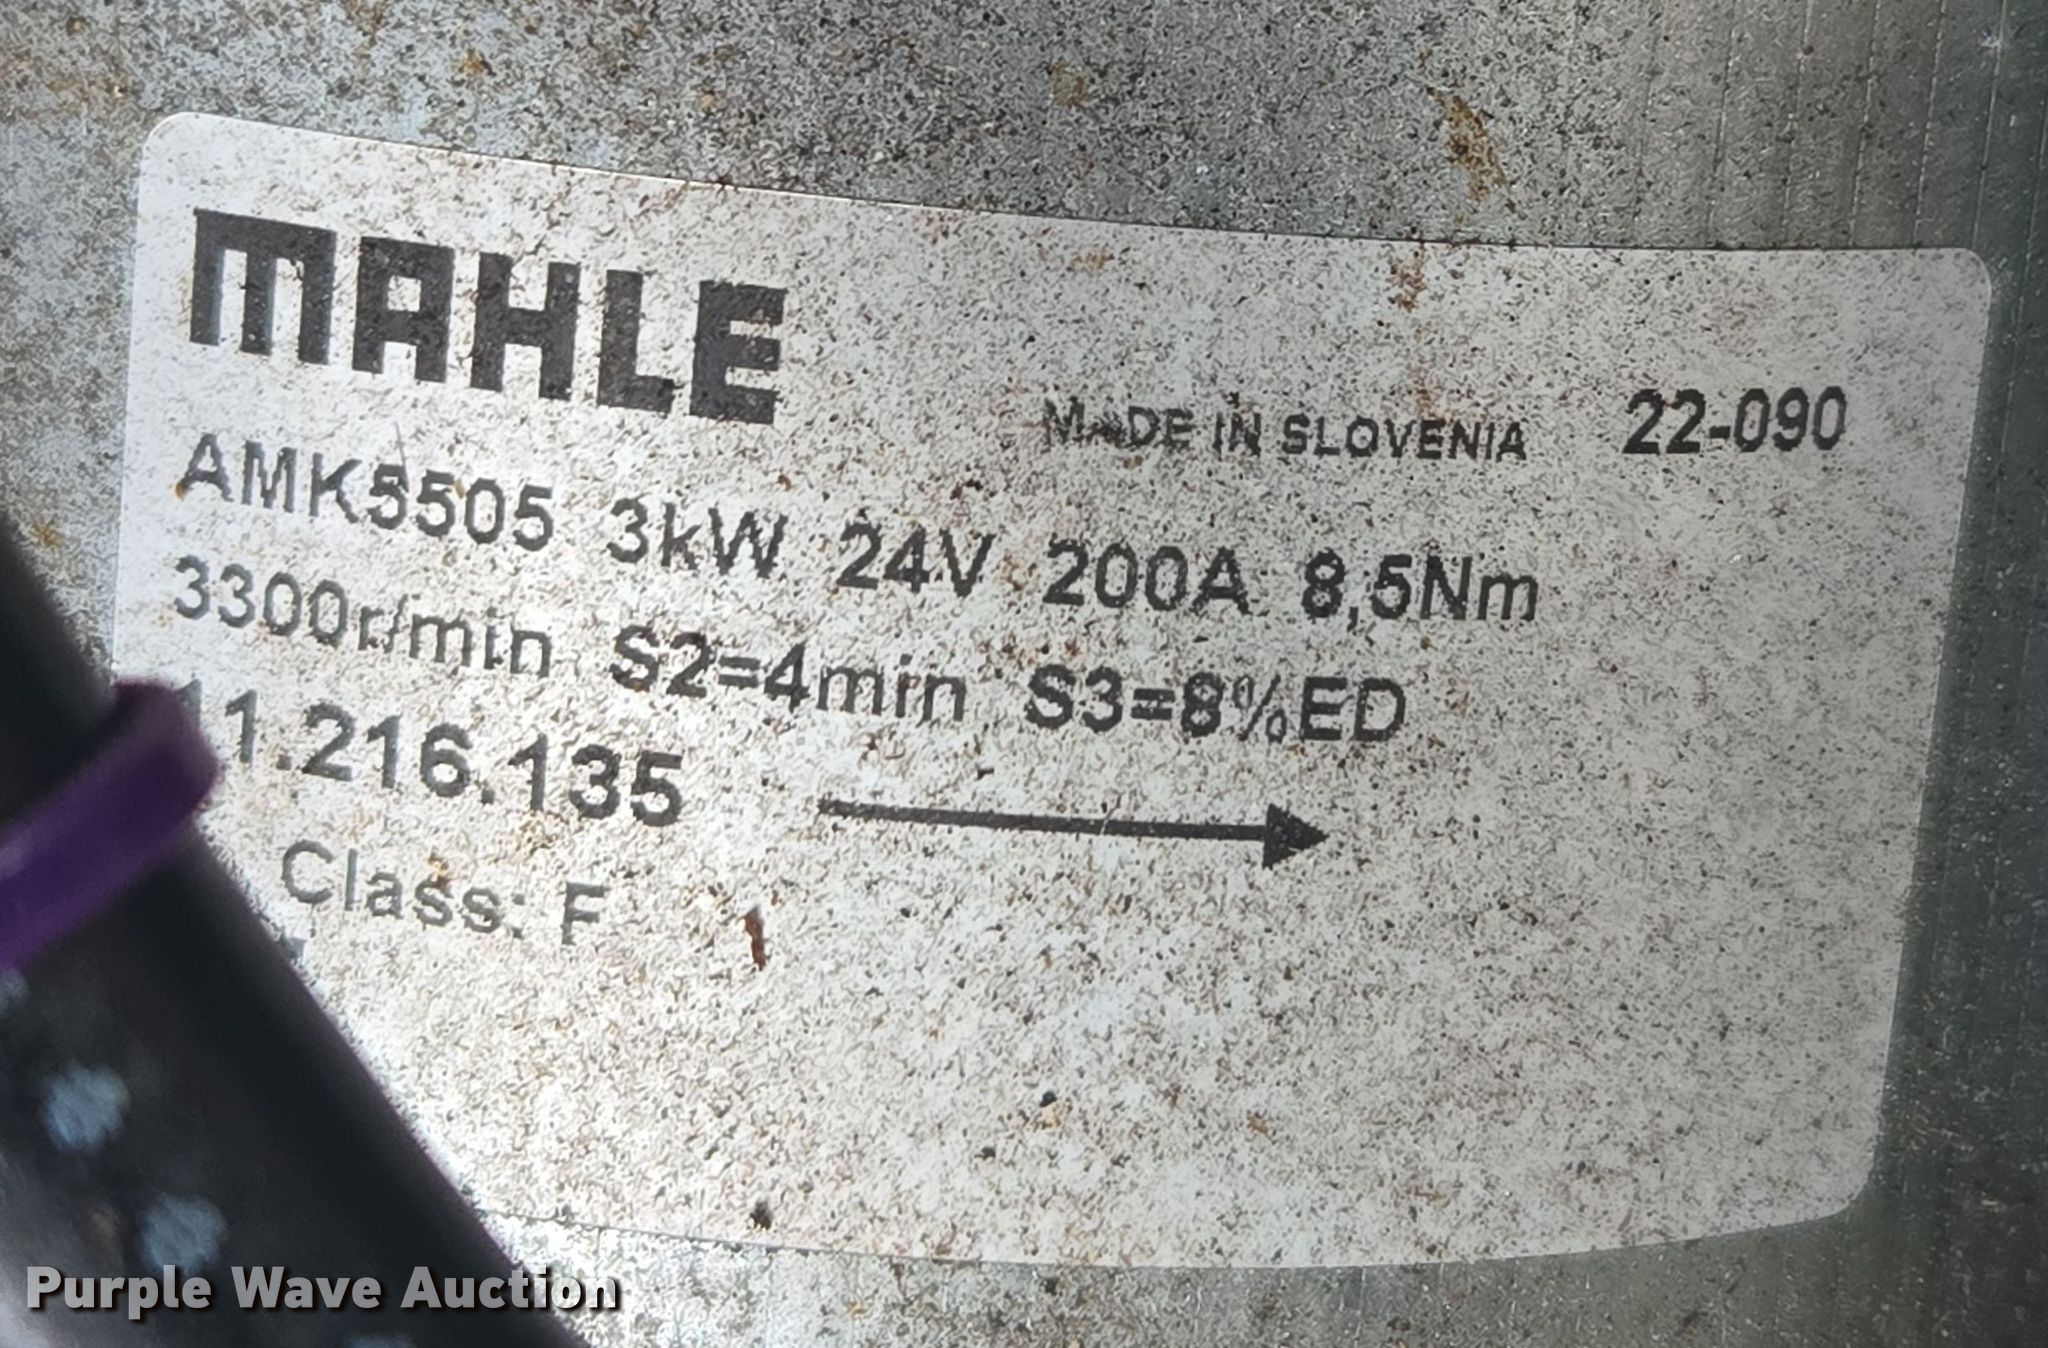 MAHLE
MADE IN SLOVENIA 22-090
AMK5505 3kW 24V 200A 8,5Nm
3300r/min S2=4min S3=8%ED
11.216.135
Class: F
Purple Wave Auction